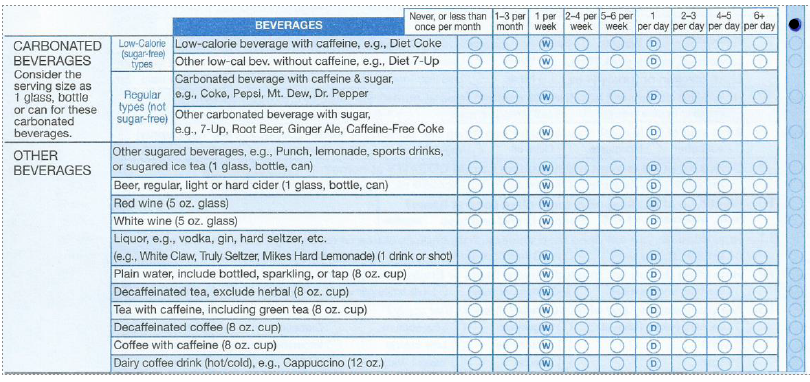 BEVERAGES
Never, or less than once per month
1–3 per month
1 per week
2–4 per week
5–6 per week
1 per day
2–3 per day
4–5 per day
6+ per day
CARBONATED
BEVERAGES
Consider the
serving size as
1 glass, bottle
or can for these
carbonated
beverages.
Low-Calorie
(sugar-free)
types
Low-calorie beverage with caffeine, e.g., Diet Coke
W
D
Other low-cal bev. without caffeine, e.g., Diet 7-Up
W
D
Regular
types (not
sugar-free)
Carbonated beverage with caffeine & sugar,
e.g., Coke, Pepsi, Mt. Dew, Dr. Pepper
W
D
Other carbonated beverage with sugar,
e.g., 7-Up, Root Beer, Ginger Ale, Caffeine-Free Coke
W
D
OTHER
BEVERAGES
Other sugared beverages, e.g., Punch, lemonade, sports drinks,
or sugared ice tea (1 glass, bottle, can)
W
D
Beer, regular, light or hard cider (1 glass, bottle, can)
W
D
Red wine (5 oz. glass)
W
D
White wine (5 oz. glass)
W
D
Liquor, e.g., vodka, gin, hard seltzer, etc.
(e.g., White Claw, Truly Seltzer, Mikes Hard Lemonade) (1 drink or shot)
W
D
Plain water, include bottled, sparkling, or tap (8 oz. cup)
W
D
Decaffeinated tea, exclude herbal (8 oz. cup)
W
D
Tea with caffeine, including green tea (8 oz. cup)
W
D
Decaffeinated coffee (8 oz. cup)
W
D
Coffee with caffeine (8 oz. cup)
W
D
Dairy coffee drink (hot/cold), e.g., Cappuccino (12 oz.)
W
D